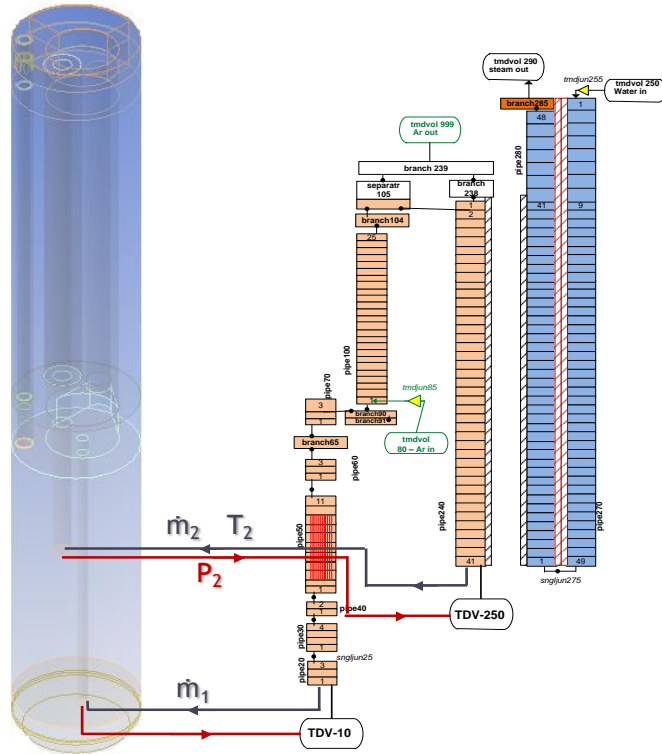 tmdvol 290
steam out
tmdjun255
tmdvol 250
Water in
branch285
1
48
pipe280
tmdvol 999
Ar out
branch 239
separatr
105
branch
238
1
41
9
2
branch104
25
pipe100
pipe70
tmdjun85
3
1
branch90
1
branch91
branch65
tmdvol
80 – Ar in
3
pipe60
1
11
pipe240
pipe270
ṁ2 T2
pipe50
P2
41
1
49
1
sngljun275
2
1
pipe40
TDV-250
4
pipe30
1
sngljun25
3
pipe20
ṁ1
1
TDV-10